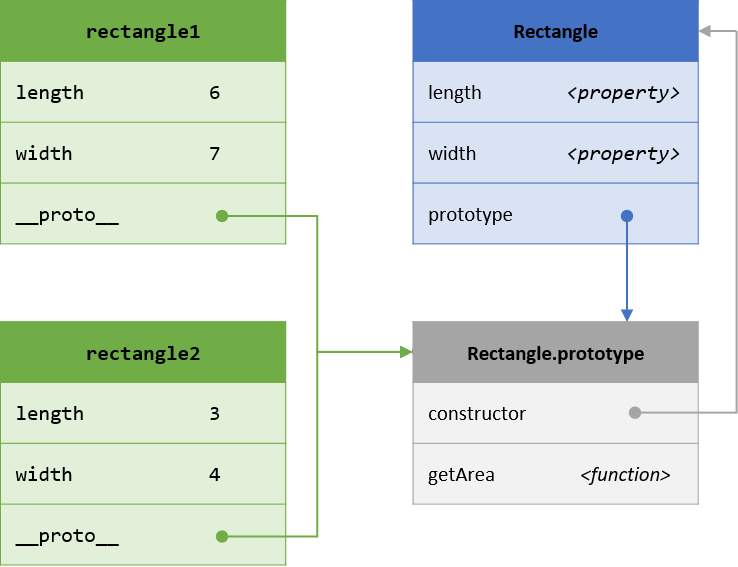 rectangle1
length 6
width 7
__proto__
Rectangle
length <property>
width <property>
prototype
rectangle2
length 3
width 4
__proto__
Rectangle.prototype
constructor
getArea <function>